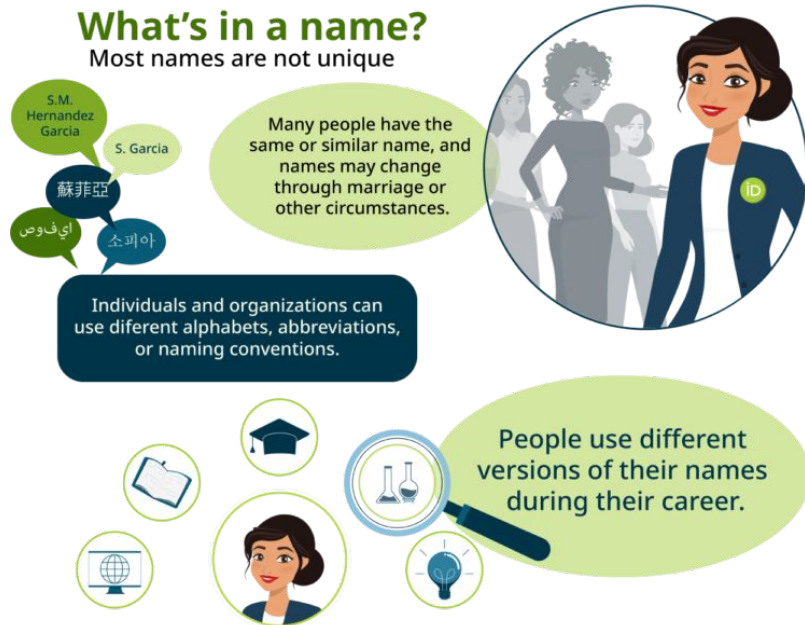 What's in a name?
Most names are not unique
S.M.
Hernandez
Garcia
S. Garcia
蘇菲亞
ايفوص
소피아
Many people have the
same or similar name, and
names may change
through marriage or
other circumstances.
iD
Individuals and organizations can
use diferent alphabets, abbreviations,
or naming conventions.
People use different
versions of their names
during their career.